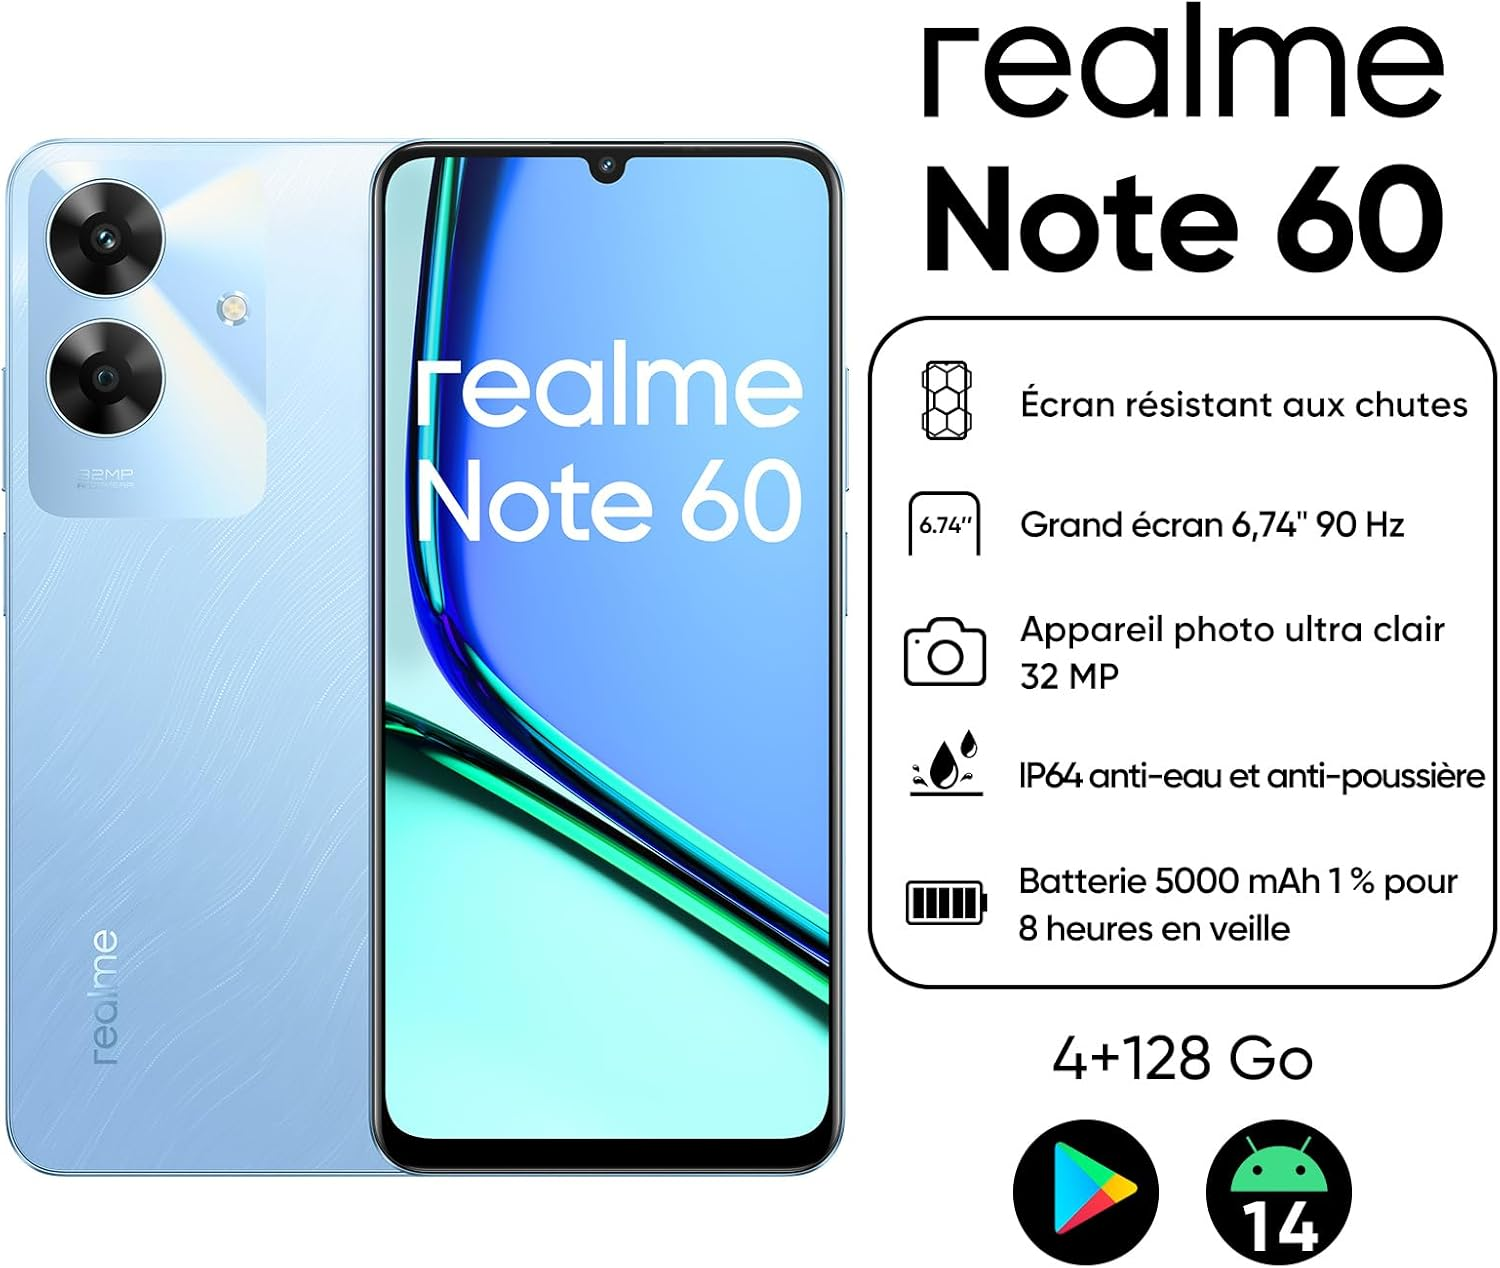 realme
Note 60
32MP
realme
realme
Note 60
Écran résistant aux chutes
6.74’’
Grand écran 6,74" 90 Hz
Appareil photo ultra clair
32 MP
IP64 anti-eau et anti-poussière
Batterie 5000 mAh 1 % pour
8 heures en veille
4+128 Go
14